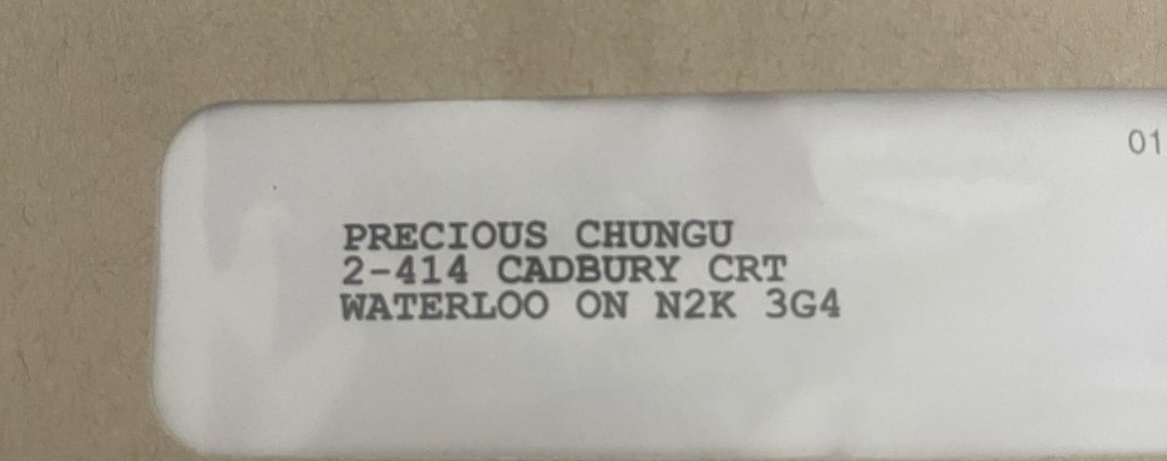 01
PRECIOUS CHUNGU
2-414 CADBURY CRT
WATERLOO ON N2K 3G4